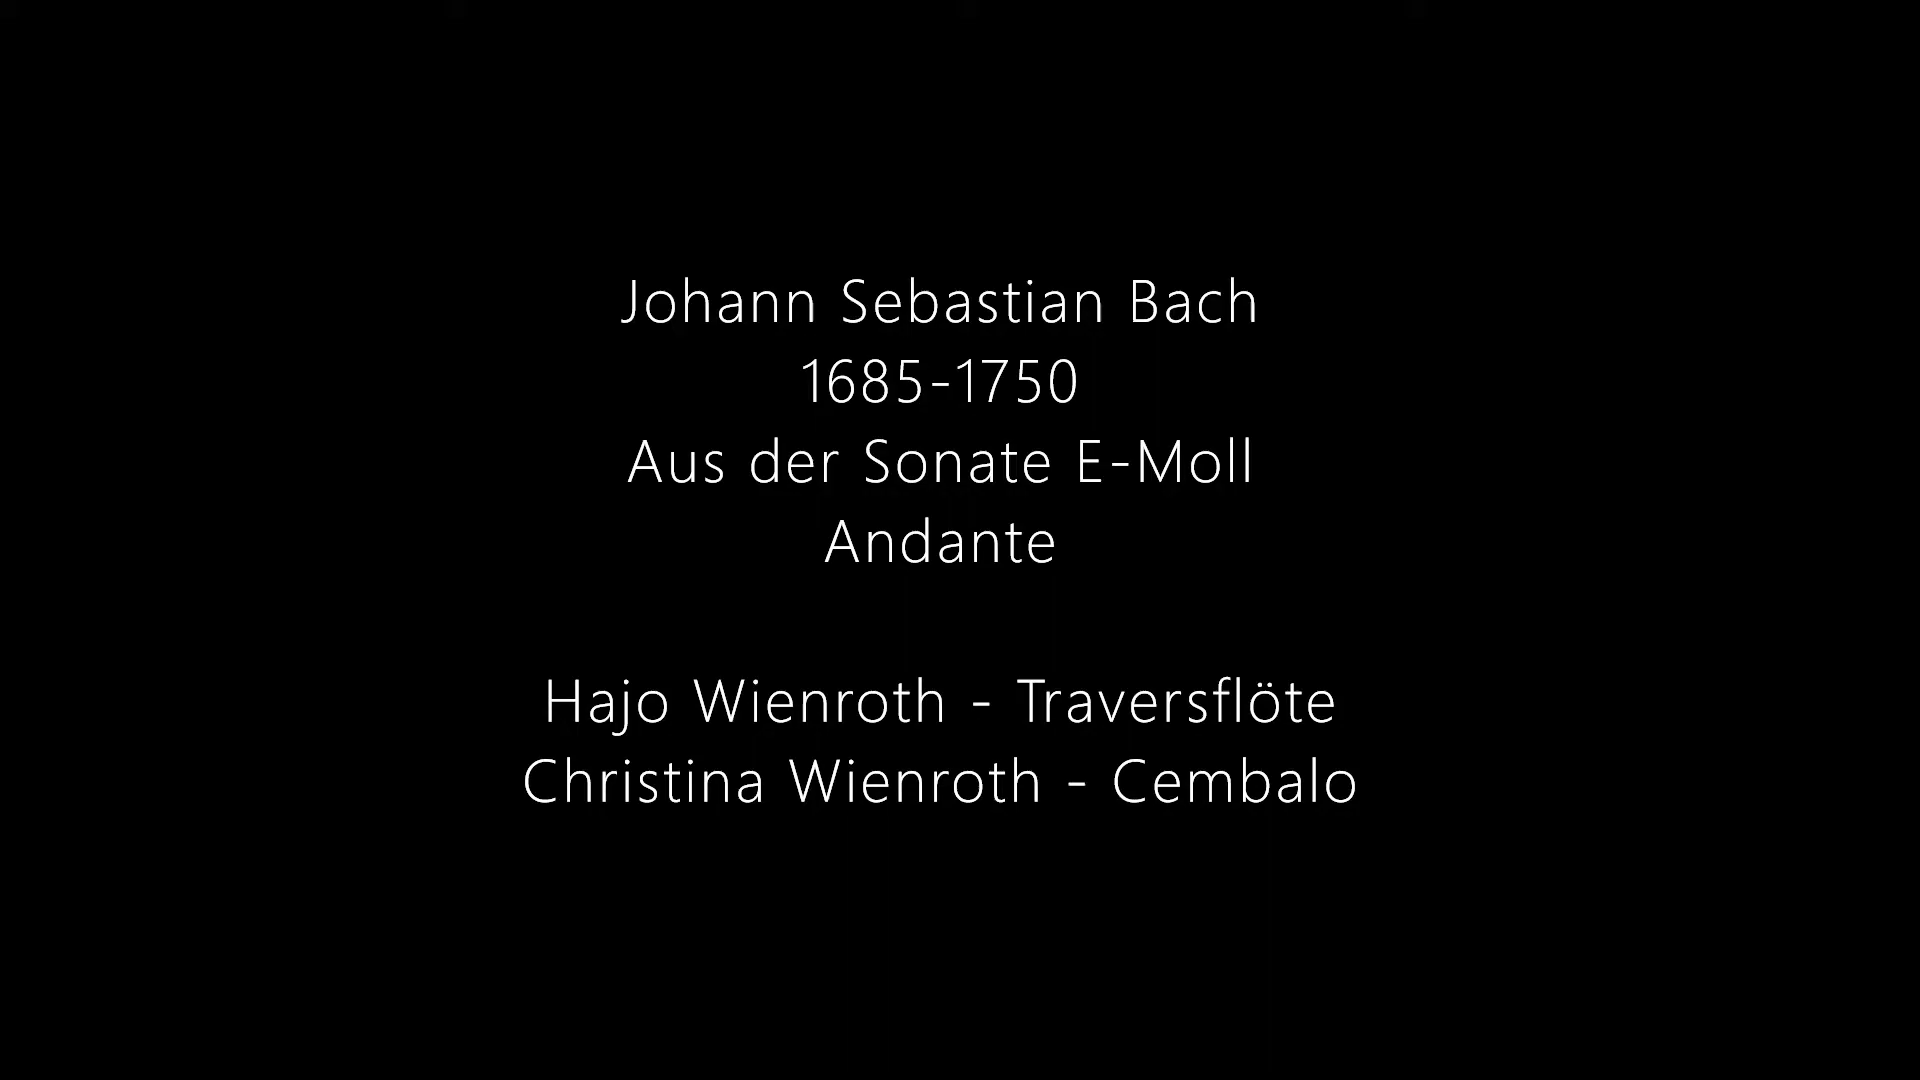 Johann Sebastian Bach
1685-1750
Aus der Sonate E-Moll
Andante
Hajo Wienroth - Traversflöte
Christina Wienroth - Cembalo